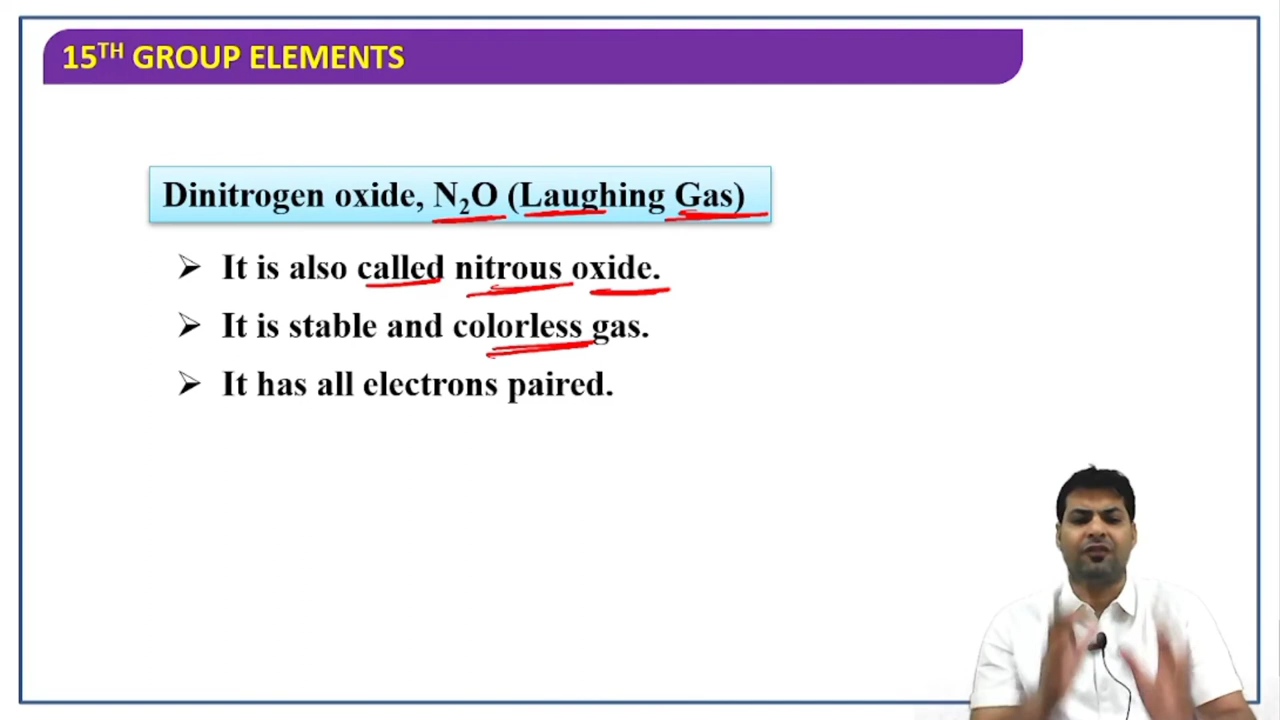 15TH GROUP ELEMENTS
Dinitrogen oxide, N₂O (Laughing Gas)
➢ It is also called nitrous oxide.
➢ It is stable and colorless gas.
➢ It has all electrons paired.